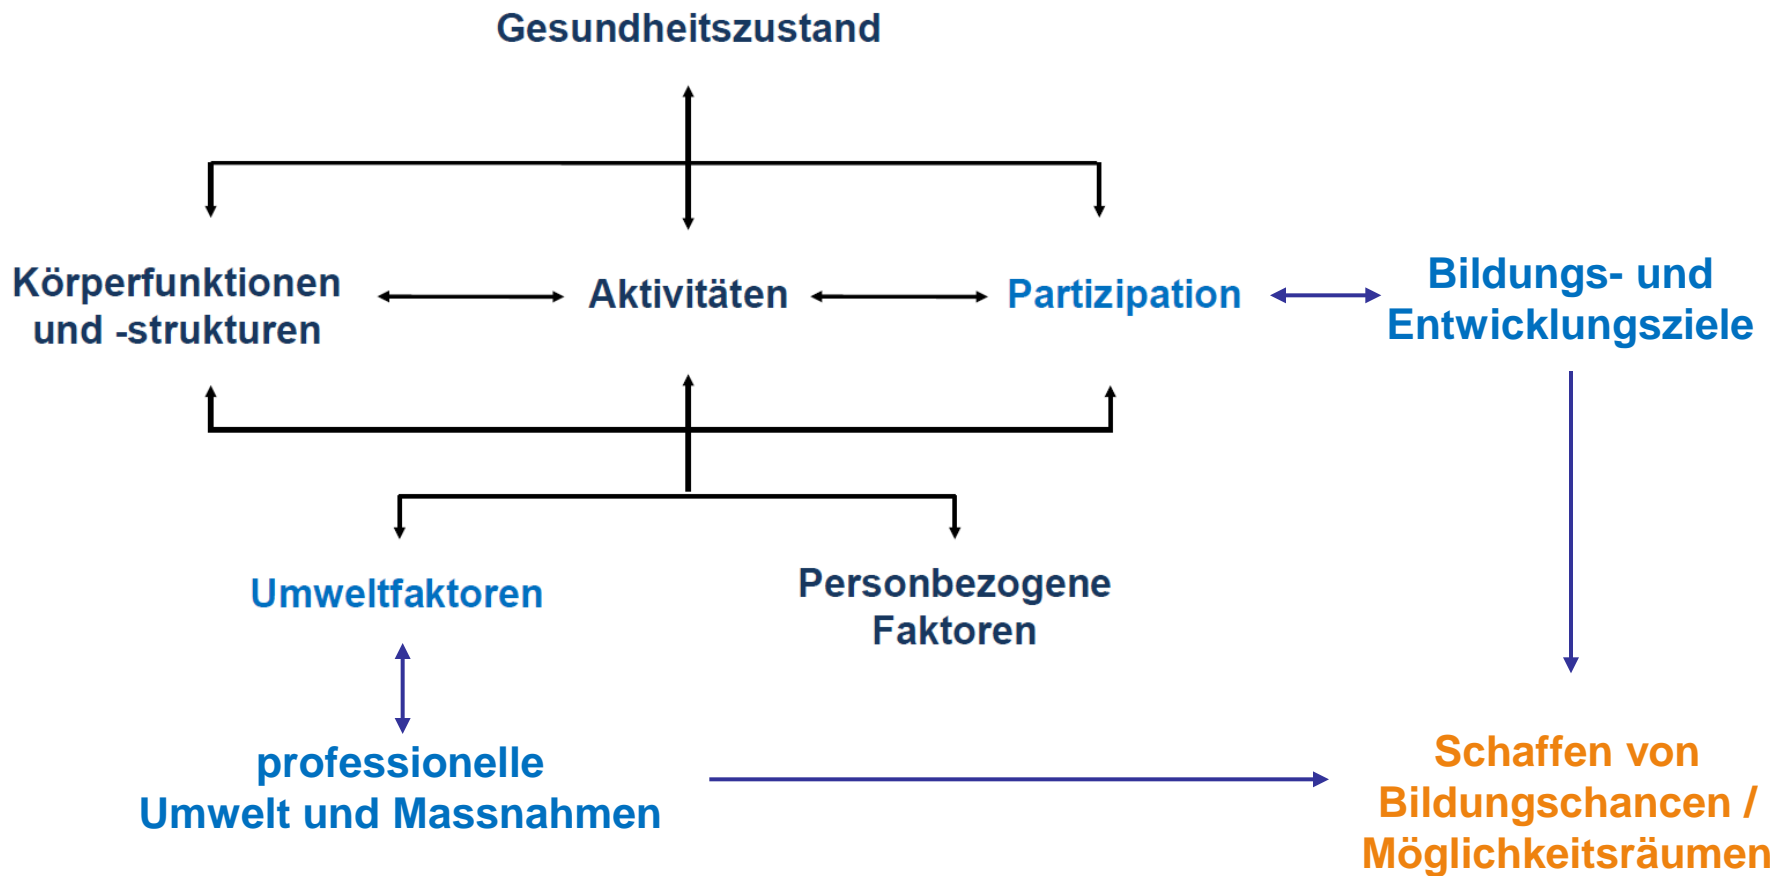 Gesundheitszustand
Körperfunktionen
und -strukturen
Aktivitäten
Partizipation
Bildungs- und
Entwicklungsziele
Umweltfaktoren
Personbezogene
Faktoren
professionelle
Umwelt und Massnahmen
Schaffen von
Bildungschancen /
Möglichkeitsräumen